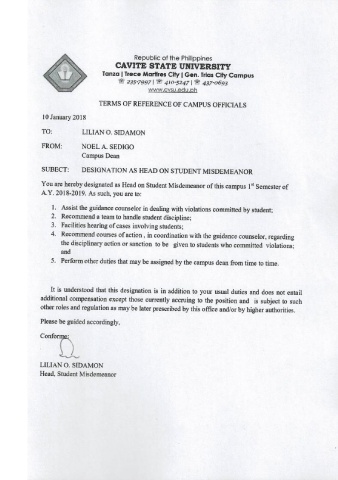 Republic of the Philippines
CAVITE STATE UNIVERSITY
Tanza | Trece Martires City | Gen. Trias City Campus
☏ 235-7997 | ☏ 410-5247 | ☏ 437-0693
www.cvsu.edu.ph
TERMS OF REFERENCE OF CAMPUS OFFICIALS
10 January 2018
TO: LILIAN O. SIDAMON
FROM: NOEL A. SEDIGO
Campus Dean
SUBJECT: DESIGNATION AS HEAD ON STUDENT MISDEMEANOR
You are hereby designated as Head on Student Misdemeanor of this campus 1st Semester of
A.Y. 2018-2019. As such, you are to:
1. Assist the guidance counselor in dealing with violations committed by student;
2. Recommend a team to handle student discipline;
3. Facilities hearing of cases involving students;
4. Recommend courses of action , in coordination with the guidance counselor, regarding
the disciplinary action or sanction to be given to students who committed violations;
and
5. Perform other duties that may be assigned by the campus dean from time to time.
It is understood that this designation is in addition to your usual duties and does not entail
additional compensation except those currently accruing to the position and is subject to such
other roles and regulation as may be later prescribed by this office and/or by higher authorities.
Please be guided accordingly.
Conforme:
LILIAN O. SIDAMON
Head, Student Misdemeanor